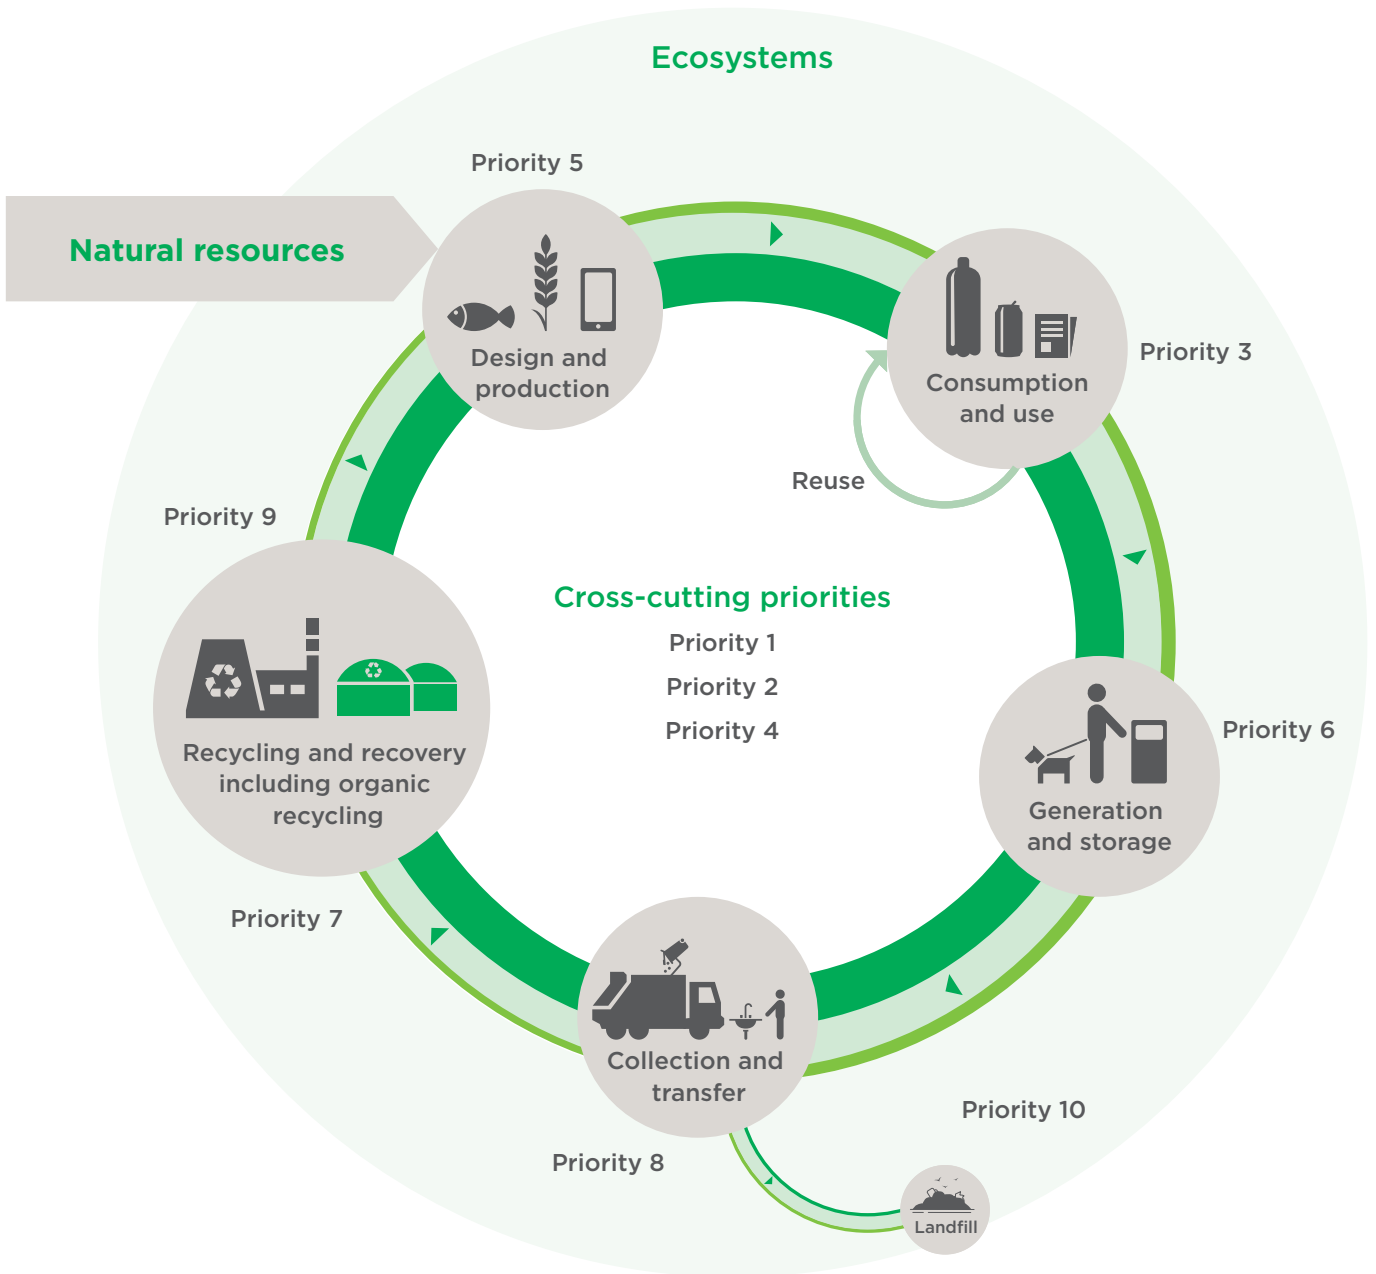 Ecosystems
Priority 5
Natural resources
Design and
production
Consumption
and use
Priority 3
Reuse
Priority 9
Cross-cutting priorities
Priority 1
Priority 2
Priority 4
Recycling and recovery
including organic
recycling
Priority 6
Generation
and storage
Priority 7
Collection and
transfer
Priority 10
Priority 8
Landfill